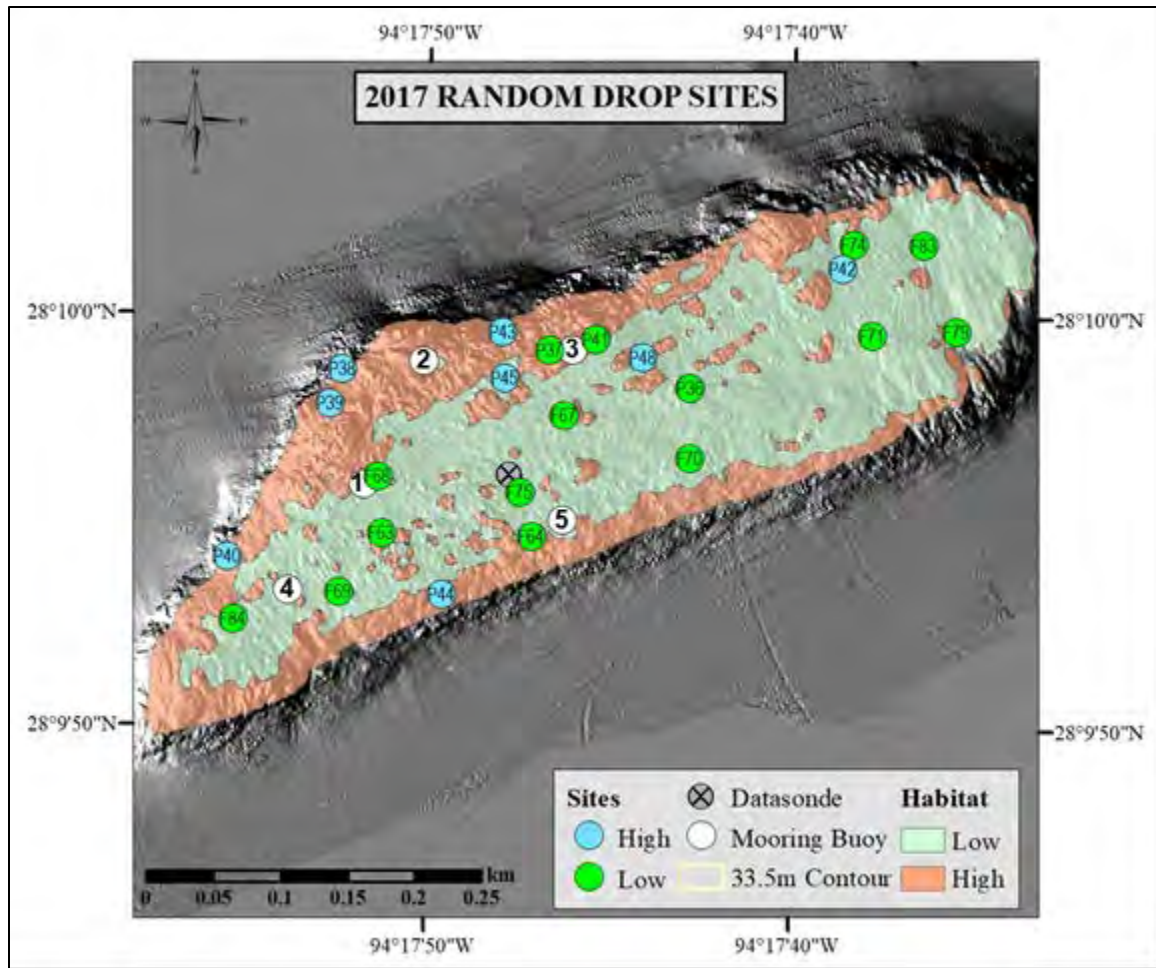 94°17'50"W 94°17'40"W
2017 RANDOM DROP SITES
N
W E
S
F74 F83
P42
28°10'0"N 28°10'0"N
P43 P41 F71 F79
P37 3
P38 2 P48
P45 P36
P39 F67
F70
1 F68
F75
5
F63 F64
P40
4 F69 P44
F84
28°9'50"N 28°9'50"N
Sites Datasonde Habitat
High Mooring Buoy Low
Low 33.5m Contour High
km
0 0.05 0.1 0.15 0.2 0.25
94°17'50"W 94°17'40"W